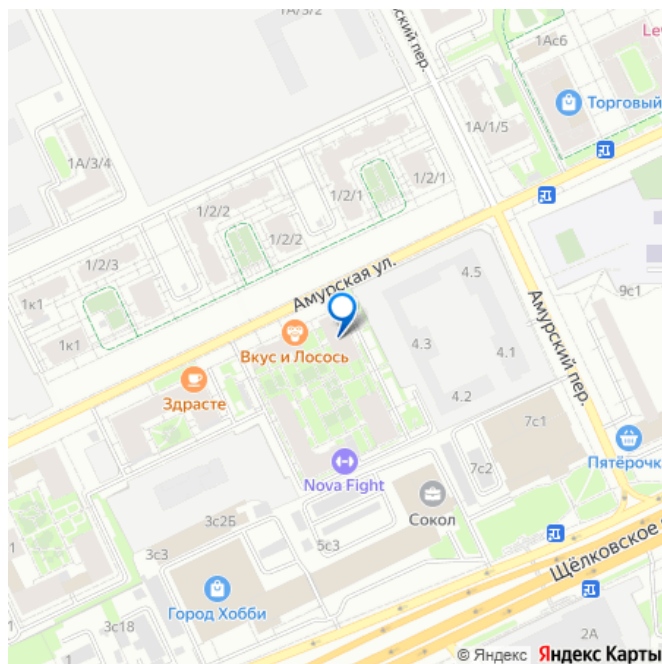 1А/3/2
1Ас6
Le
Торговый
ский пер.
1А/1/5
1А/3/4
1/2/1
1/2/1
1/2/2
1/2/2
1/2/3
1к1
1к1
Амурская ул.
4.5
9с1
Амурский пер.
4.3
4.1
4.2
Вкус и Лосось
Здрасте
7с1
7с2
Пятёрочк
Nova Fight
Сокол
3с2Б
5с3
3с3
Щёлковское
Город Хобби
3с18
2А
1
© Яндекс Яндекс Карты